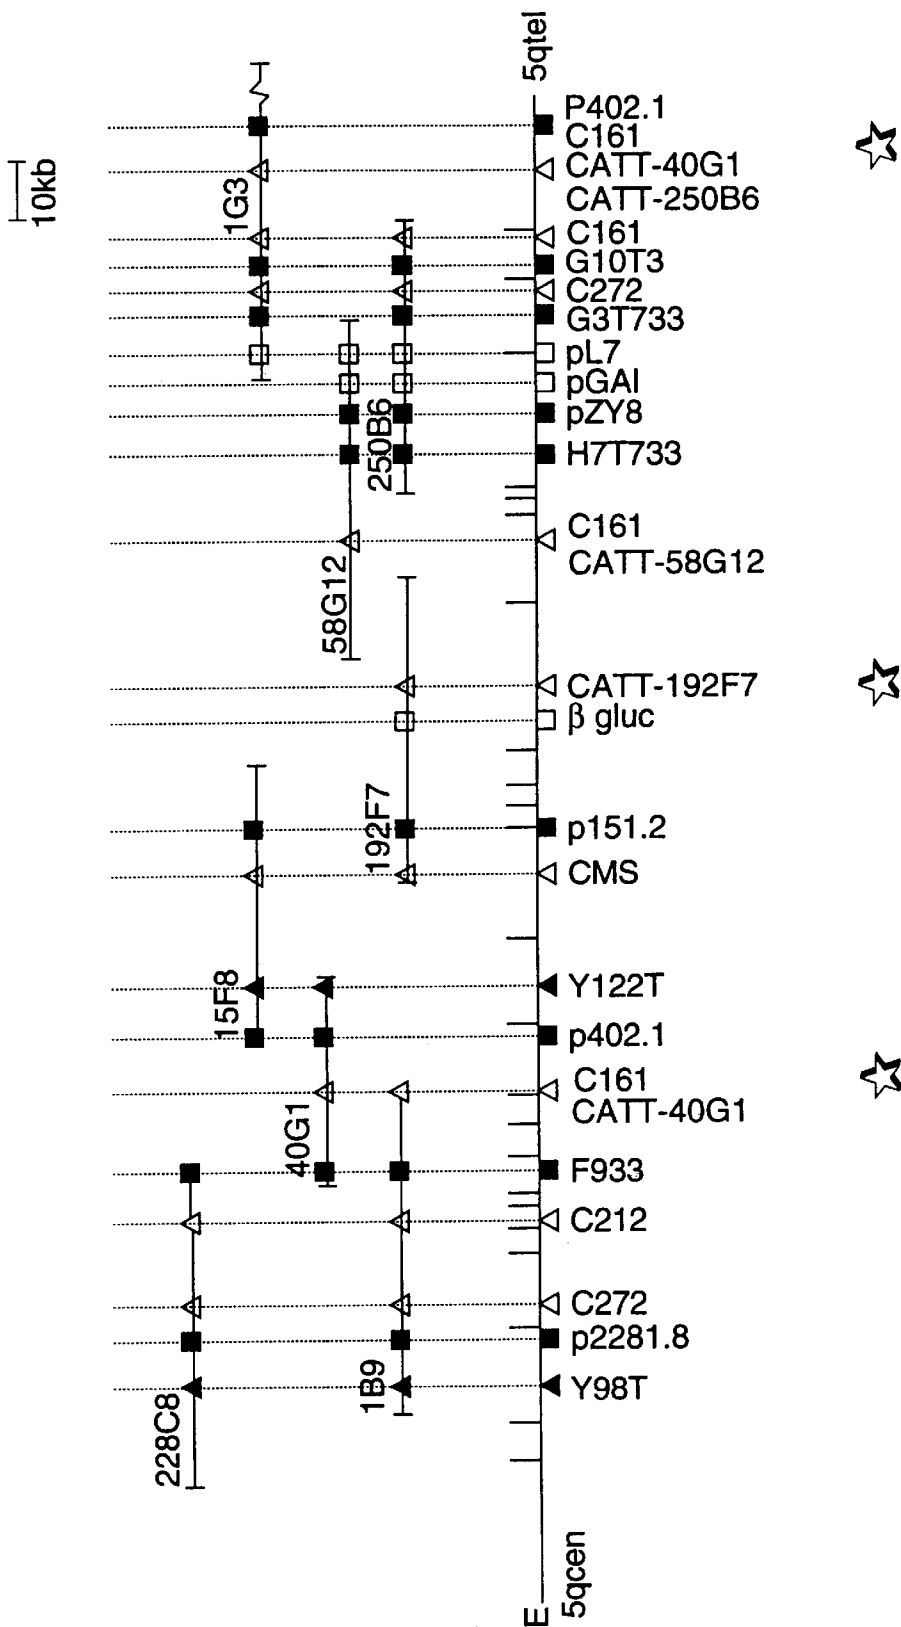 5qtel
P402.1
C161
CATT-40G1
CATT-250B6
C161
G10T3
C272
G3T733
pL7
pGAI
pZY8
H7T733
C161
CATT-58G12
CATT-192F7
β gluc
p151.2
CMS
Y122T
p402.1
C161
CATT-40G1
F933
C212
C272
p2281.8
Y98T
10kb
1G3
250B6
58G12
192F7
15F8
40G1
1B9
228C8
E
5qcen